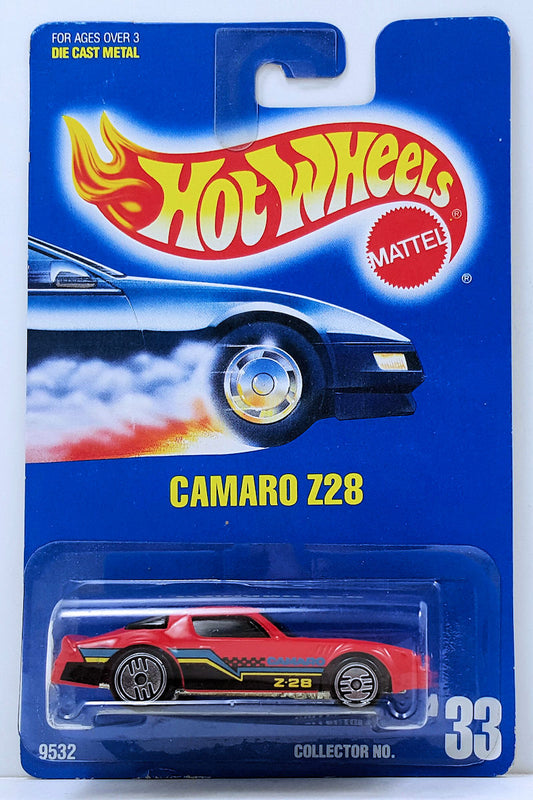 FOR AGES OVER 3
DIE CAST METAL
Hot Wheels ®
MATTEL
®
CAMARO Z28
CAMARO
Z-28
9532
COLLECTOR NO.
33